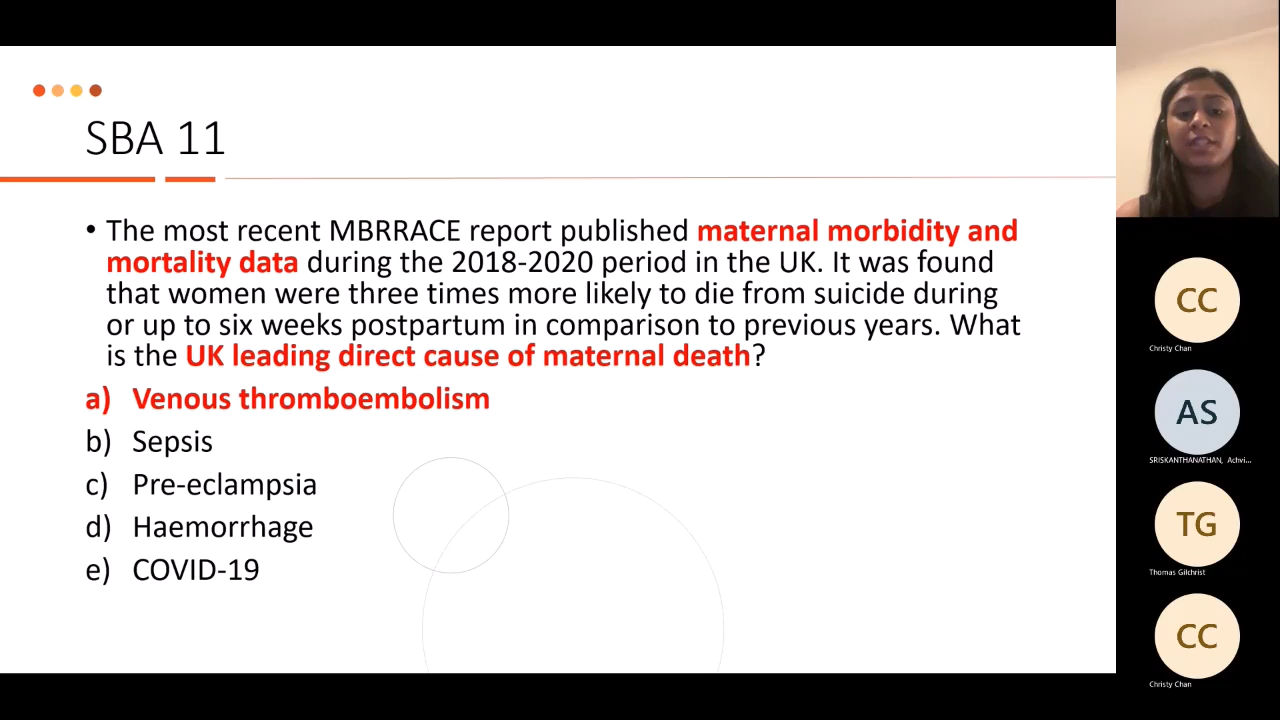 SBA 11
• The most recent MBRRACE report published maternal morbidity and
mortality data during the 2018-2020 period in the UK. It was found
that women were three times more likely to die from suicide during
or up to six weeks postpartum in comparison to previous years. What
is the UK leading direct cause of maternal death?
a) Venous thromboembolism
b) Sepsis
c) Pre-eclampsia
d) Haemorrhage
e) COVID-19
CC
Christy Chan
AS
SRISKANTHANATHAN, Achvi...
TG
Thomas Gilchrist
CC
Christy Chan